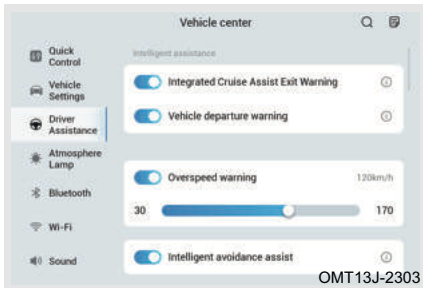 Vehicle center
Quick
Control
Intelligent assistance
Integrated Cruise Assist Exit Warning
Vehicle
Settings
Vehicle departure warning
Driver
Assistance
Atmosphere
Lamp
Overspeed warning
120km/h
Bluetooth
30
170
Wi-Fi
Sound
Intelligent avoidance assist
OMT13J-2303